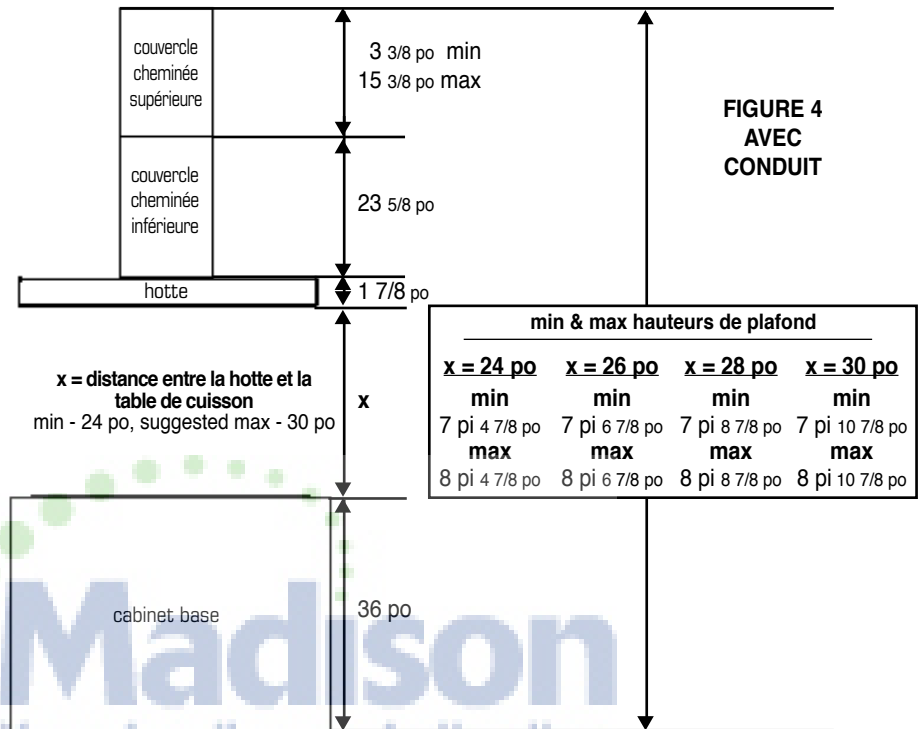 couvercle
cheminée
supérieure
3 3/8 po min
15 3/8 po max
FIGURE 4
AVEC
CONDUIT
couvercle
cheminée
inférieure
23 5/8 po
hotte
1 7/8 po
x = distance entre la hotte et la
table de cuisson
min - 24 po, suggested max - 30 po
x
min & max hauteurs de plafond
x = 24 po x = 26 po x = 28 po x = 30 po
min min min min
7 pi 4 7/8 po 7 pi 6 7/8 po 7 pi 8 7/8 po 7 pi 10 7/8 po
max max max max
8 pi 4 7/8 po 8 pi 6 7/8 po 8 pi 8 7/8 po 8 pi 10 7/8 po
cabinet base
36 po
Madison